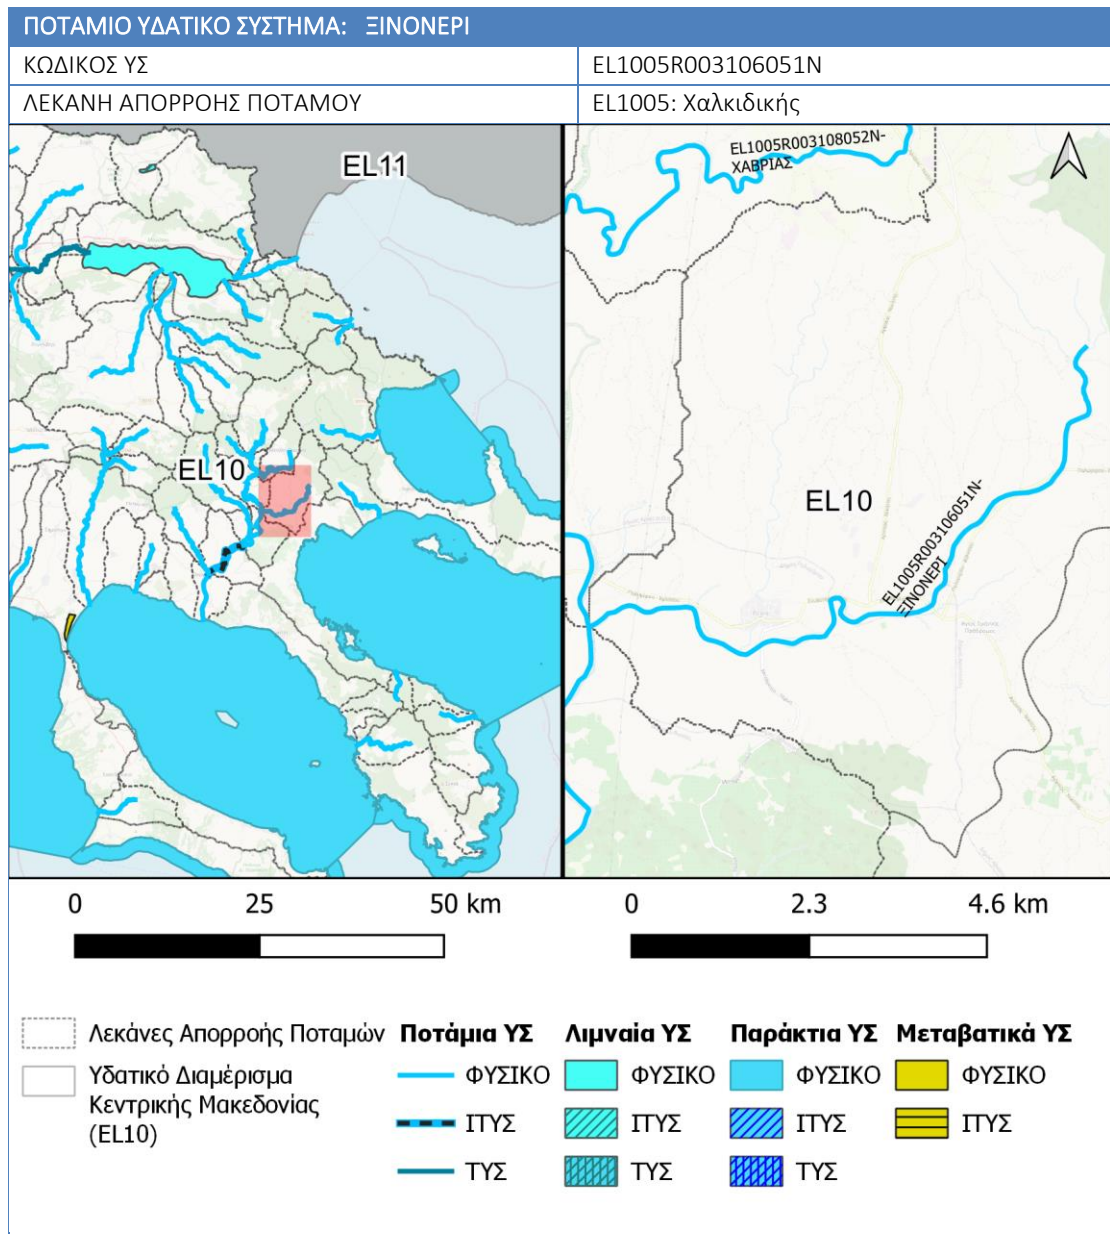 ΠΟΤΑΜΙΟ ΥΔΑΤΙΚΟ ΣΥΣΤΗΜΑ: ΞΙΝΟΝΕΡΙ
ΚΩΔΙΚΟΣ ΥΣ
EL1005R003106051N
ΛΕΚΑΝΗ ΑΠΟΡΡΟΗΣ ΠΟΤΑΜΟΥ
EL1005: Χαλκιδικής
EL11
EL10
EL1005R003108052N-
ΧΑΒΡΙΑΣ
EL10
EL1005R003106051N-
ΞΙΝΟΝΕΡΙ
0 25 50 km
0 2.3 4.6 km
Λεκάνες Απορροής Ποταμών
Υδατικό Διαμέρισμα
Κεντρικής Μακεδονίας
(EL10)
Ποτάμια ΥΣ
ΦΥΣΙΚΟ
ΙΤΥΣ
ΤΥΣ
Λιμναία ΥΣ
ΦΥΣΙΚΟ
ΙΤΥΣ
ΤΥΣ
Παράκτια ΥΣ
ΦΥΣΙΚΟ
ΙΤΥΣ
ΤΥΣ
Μεταβατικά ΥΣ
ΦΥΣΙΚΟ
ΙΤΥΣ